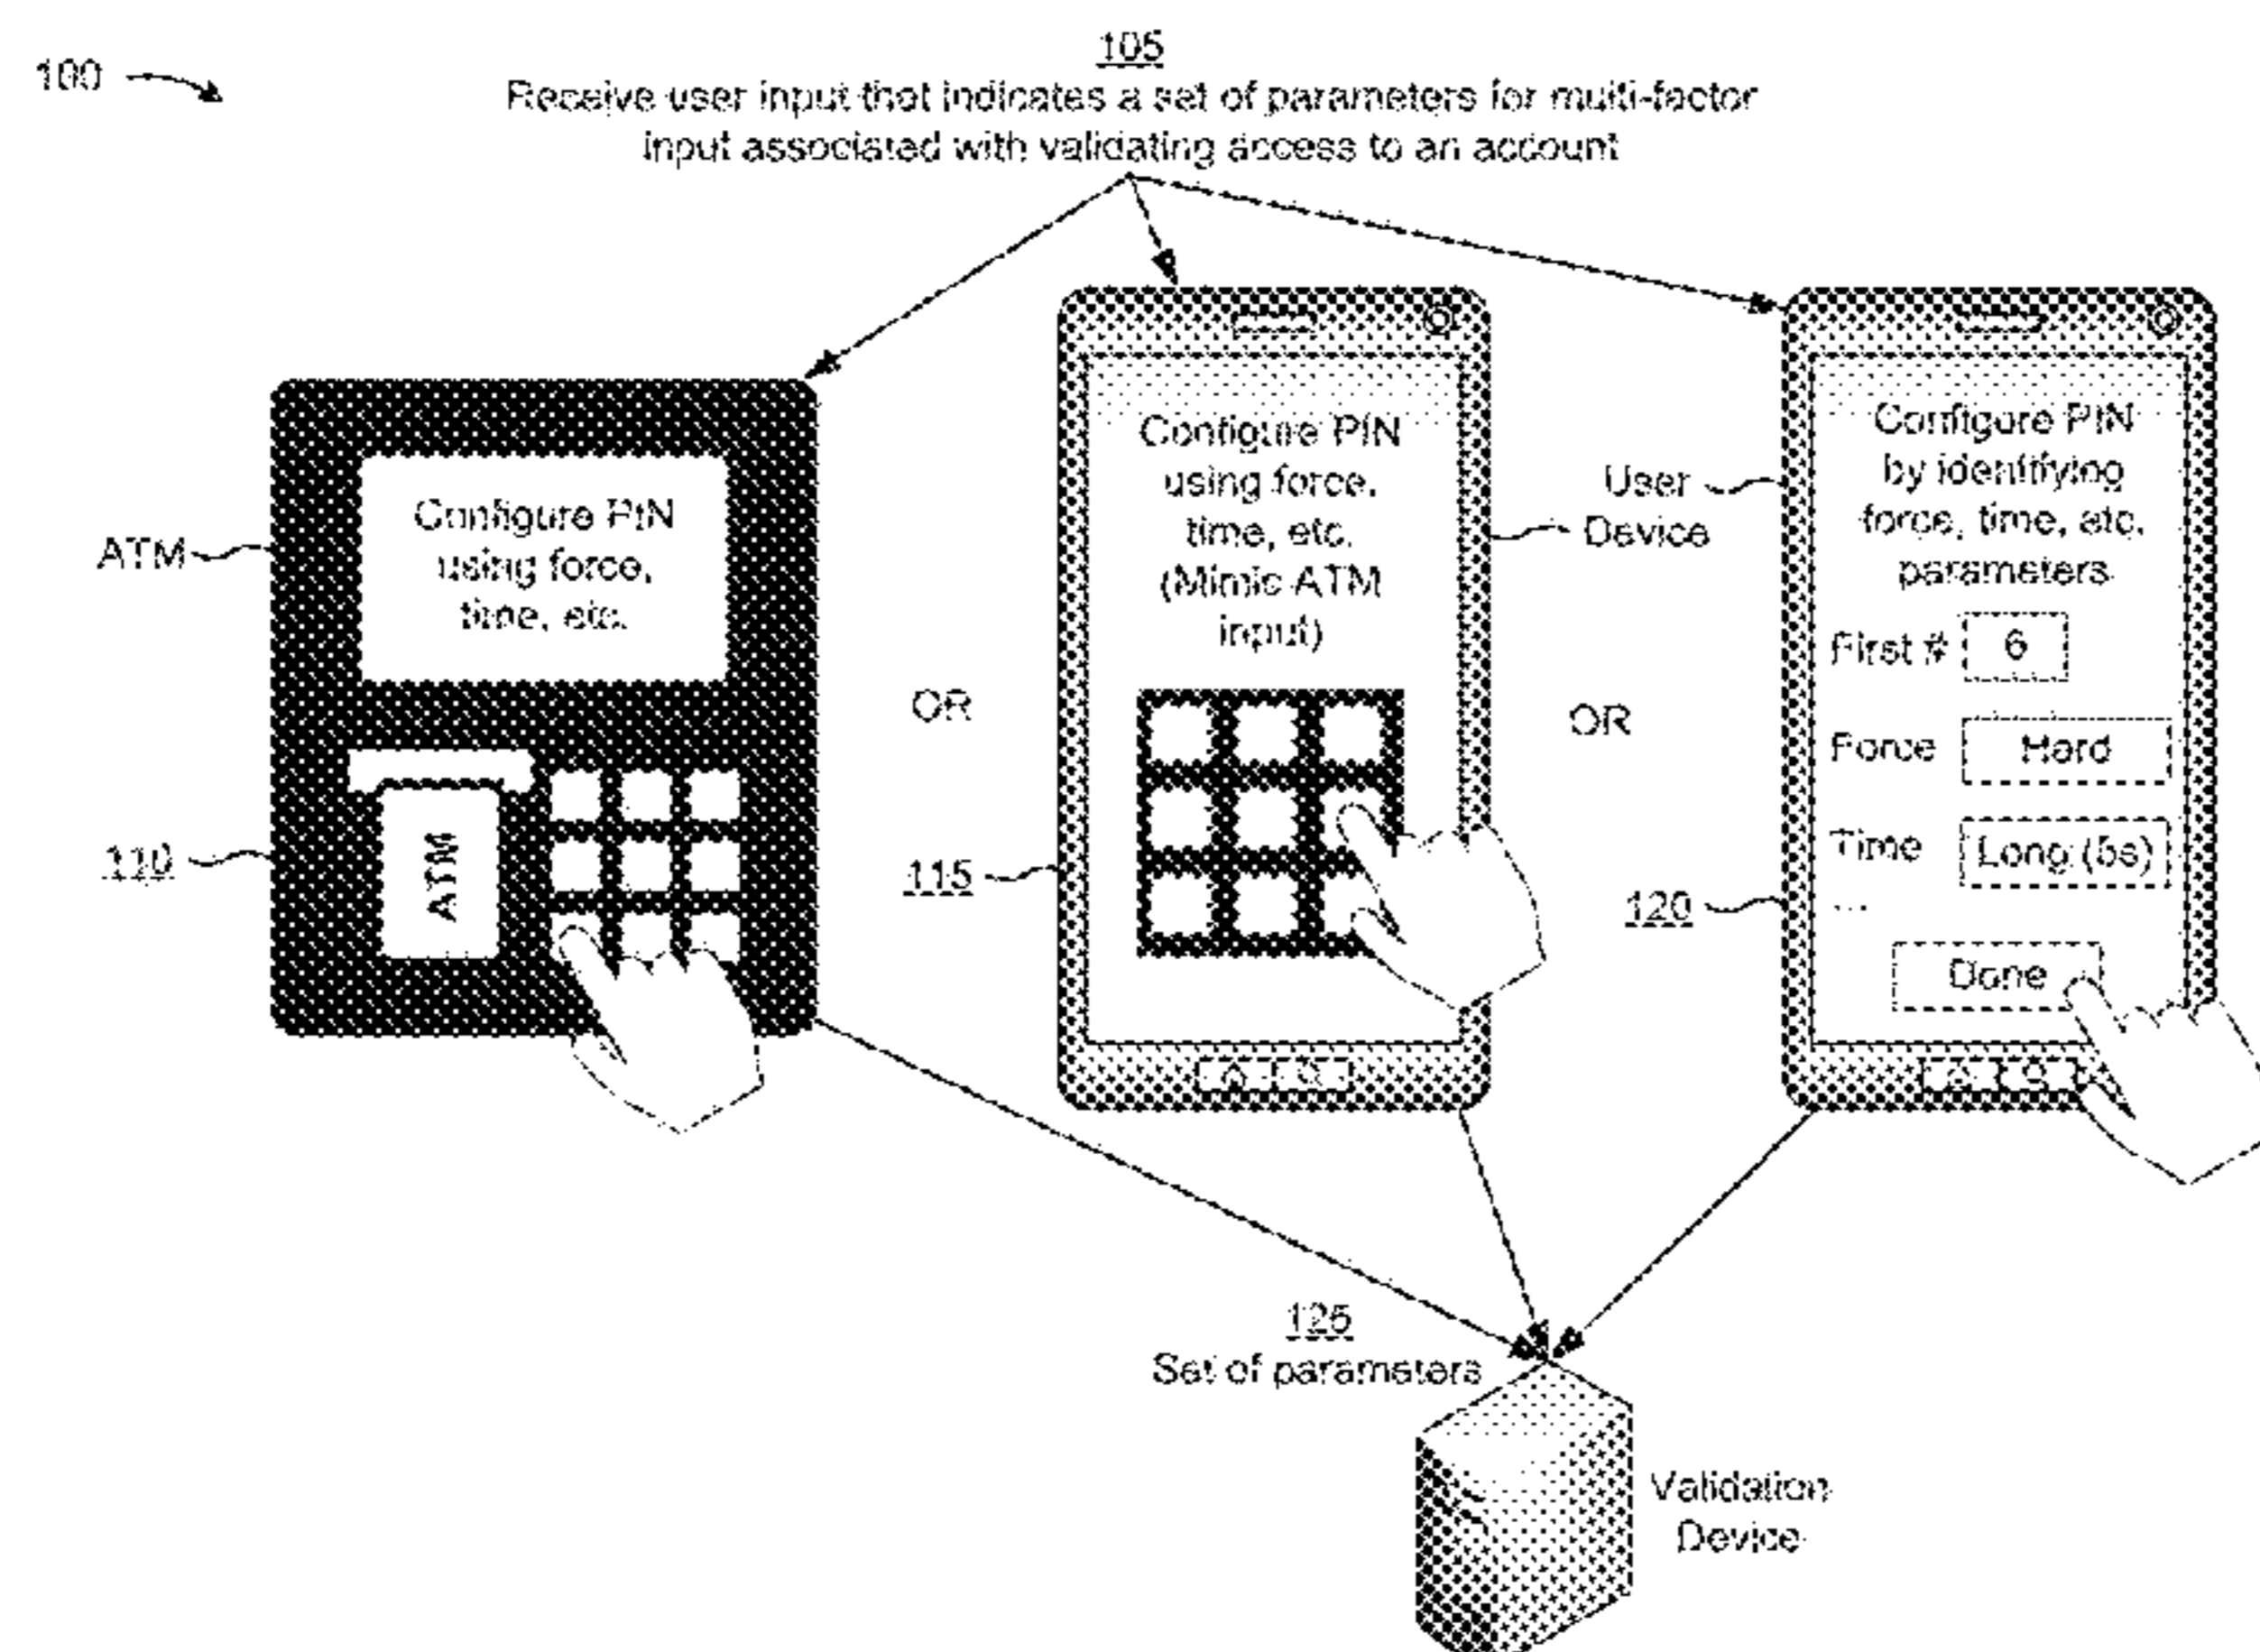 100
105
Receive user input that indicates a set of parameters for multi-factor
input associated with validating access to an account
ATM
Configure PIN
using force,
time, etc.
110
ATM
OR
Configure PIN
using force,
time, etc.
(Mimic ATM
input)
115
User
Device
OR
Configure PIN
by identifying
force, time, etc.
parameters
First # 6
Force Hard
Time Long (5s)
...
120
Done
125
Set of parameters
Validation
Device